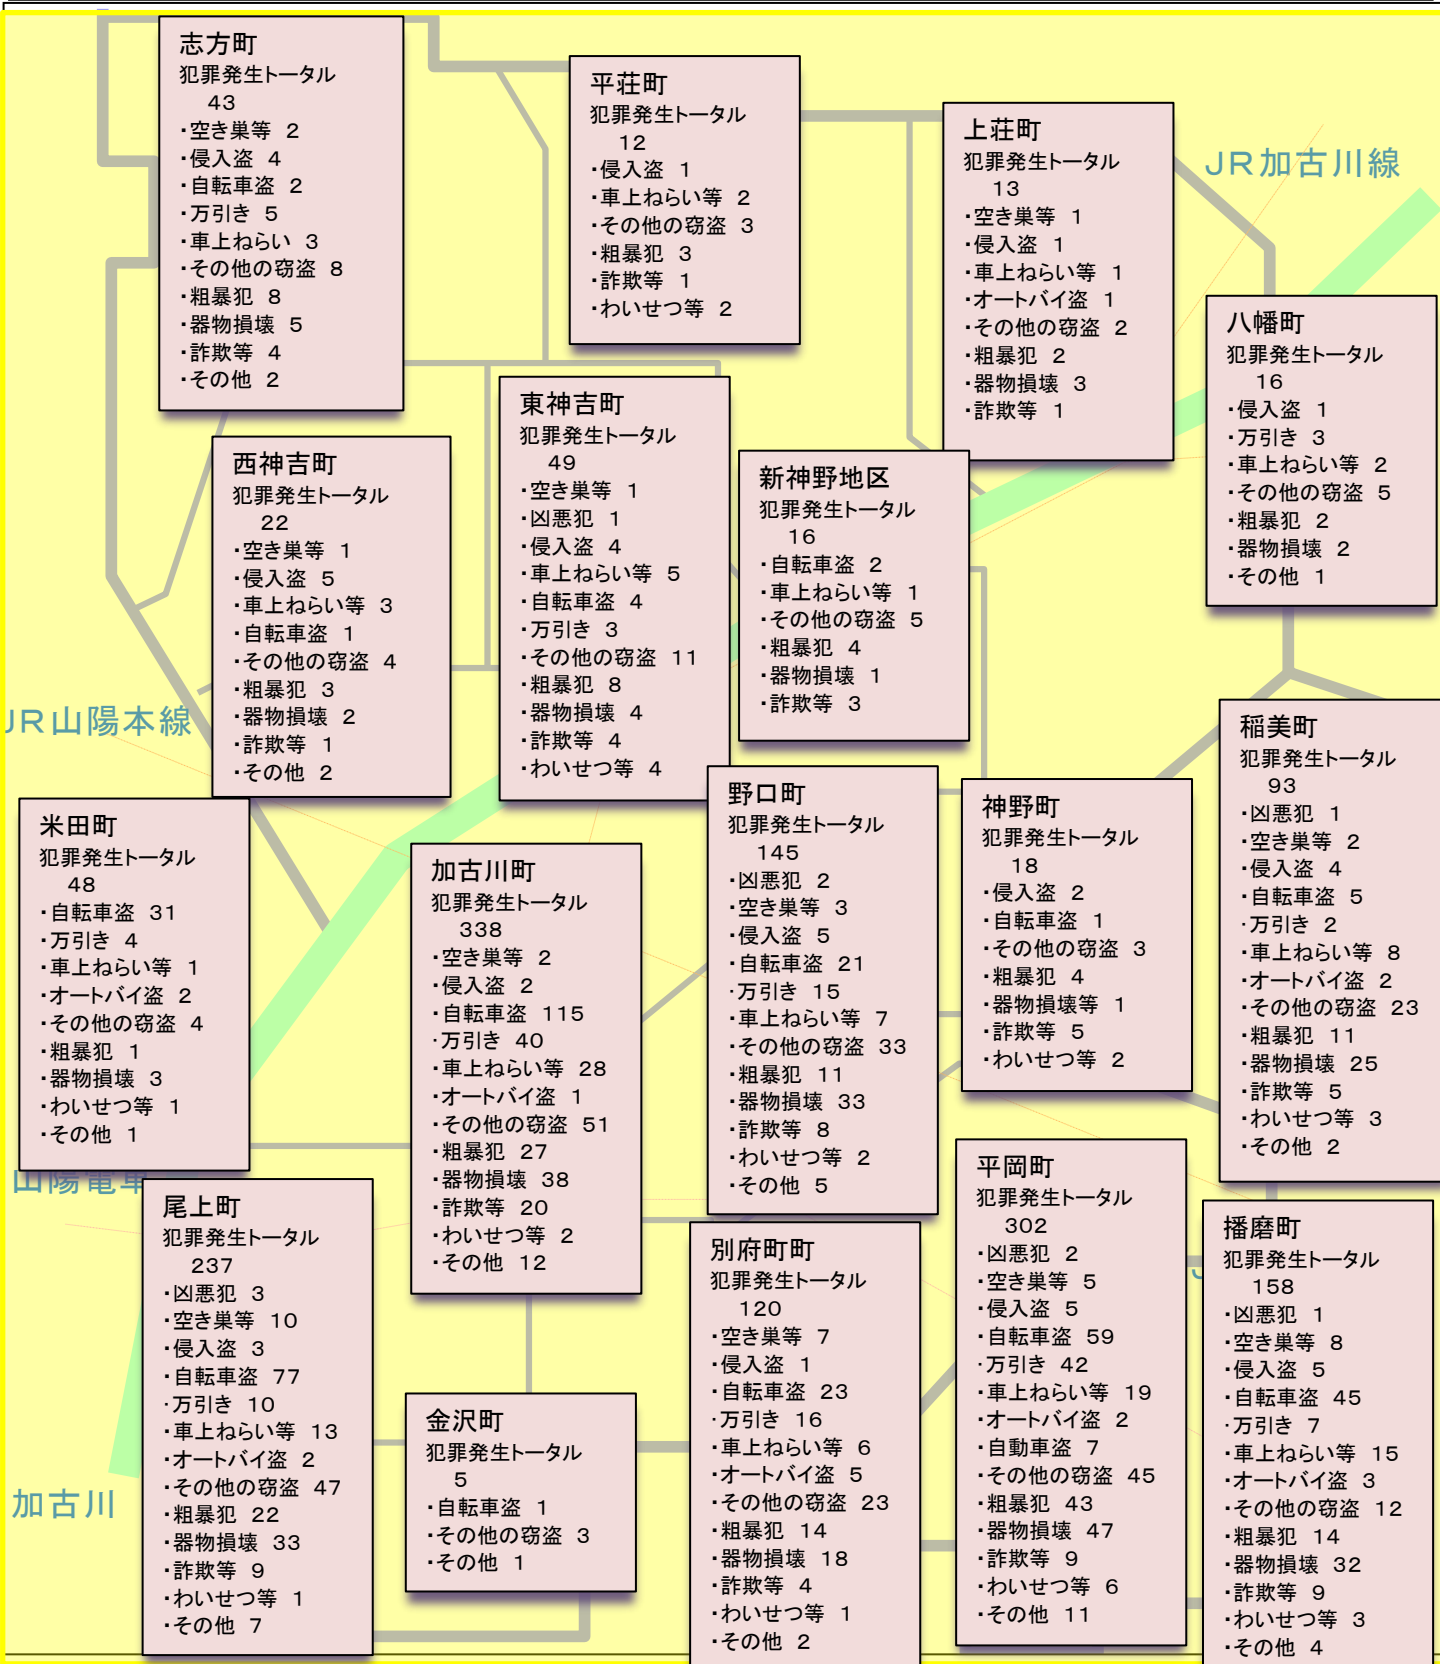 志方町
犯罪発生トータル
43
・空き巣等 2
・侵入盗 4
・自転車盗 2
・万引き 5
・車上ねらい 3
・その他の窃盗 8
・粗暴犯 8
・器物損壊 5
・詐欺等 4
・その他 2
平荘町
犯罪発生トータル
12
・侵入盗 1
・車上ねらい等 2
・その他の窃盗 3
・粗暴犯 3
・詐欺等 1
・わいせつ等 2
上荘町
犯罪発生トータル
13
・空き巣等 1
・侵入盗 1
・車上ねらい等 1
・オートバイ盗 1
・その他の窃盗 2
・粗暴犯 2
・器物損壊 3
・詐欺等 1
JR加古川線
八幡町
犯罪発生トータル
16
・侵入盗 1
・万引き 3
・車上ねらい等 2
・その他の窃盗 5
・粗暴犯 2
・器物損壊 2
・その他 1
西神吉町
犯罪発生トータル
22
・空き巣等 1
・侵入盗 5
・車上ねらい等 3
・自転車盗 1
・その他の窃盗 4
・粗暴犯 3
・器物損壊 2
・詐欺等 1
・その他 2
東神吉町
犯罪発生トータル
49
・空き巣等 1
・凶悪犯 1
・侵入盗 4
・車上ねらい等 5
・自転車盗 4
・万引き 3
・その他の窃盗 11
・粗暴犯 8
・器物損壊 4
・詐欺等 4
・わいせつ等 4
新神野地区
犯罪発生トータル
16
・自転車盗 2
・車上ねらい等 1
・その他の窃盗 5
・粗暴犯 4
・器物損壊 1
・詐欺等 3
JR山陽本線
米田町
犯罪発生トータル
48
・自転車盗 31
・万引き 4
・車上ねらい等 1
・オートバイ盗 2
・その他の窃盗 4
・粗暴犯 1
・器物損壊 3
・わいせつ等 1
・その他 1
加古川町
犯罪発生トータル
338
・空き巣等 2
・侵入盗 2
・自転車盗 115
・万引き 40
・車上ねらい等 28
・オートバイ盗 1
・その他の窃盗 51
・粗暴犯 27
・器物損壊 38
・詐欺等 20
・わいせつ等 2
・その他 12
野口町
犯罪発生トータル
145
・凶悪犯 2
・空き巣等 3
・侵入盗 5
・自転車盗 21
・万引き 15
・車上ねらい等 7
・その他の窃盗 33
・粗暴犯 11
・器物損壊 33
・詐欺等 8
・わいせつ等 2
・その他 5
神野町
犯罪発生トータル
18
・侵入盗 2
・自転車盗 1
・その他の窃盗 3
・粗暴犯 4
・器物損壊等 1
・詐欺等 5
・わいせつ等 2
稲美町
犯罪発生トータル
93
・凶悪犯 1
・空き巣等 2
・侵入盗 4
・自転車盗 5
・万引き 2
・車上ねらい等 8
・オートバイ盗 2
・その他の窃盗 23
・粗暴犯 11
・器物損壊 25
・詐欺等 5
・わいせつ等 3
・その他 2
山陽電車
尾上町
犯罪発生トータル
237
・凶悪犯 3
・空き巣等 10
・侵入盗 3
・自転車盗 77
・万引き 10
・車上ねらい等 13
・オートバイ盗 2
・その他の窃盗 47
・粗暴犯 22
・器物損壊 33
・詐欺等 9
・わいせつ等 1
・その他 7
加古川
金沢町
犯罪発生トータル
5
・自転車盗 1
・その他の窃盗 3
・その他 1
別府町町
犯罪発生トータル
120
・空き巣等 7
・侵入盗 1
・自転車盗 23
・万引き 16
・車上ねらい等 6
・オートバイ盗 5
・その他の窃盗 23
・粗暴犯 14
・器物損壊 18
・詐欺等 4
・わいせつ等 1
・その他 2
平岡町
犯罪発生トータル
302
・凶悪犯 2
・空き巣等 5
・侵入盗 5
・自転車盗 59
・万引き 42
・車上ねらい等 19
・オートバイ盗 2
・自動車盗 7
・その他の窃盗 45
・粗暴犯 43
・器物損壊 47
・詐欺等 9
・わいせつ等 6
・その他 11
播磨町
犯罪発生トータル
158
・凶悪犯 1
・空き巣等 8
・侵入盗 5
・自転車盗 45
・万引き 7
・車上ねらい等 15
・オートバイ盗 3
・その他の窃盗 12
・粗暴犯 14
・器物損壊 32
・詐欺等 9
・わいせつ等 3
・その他 4